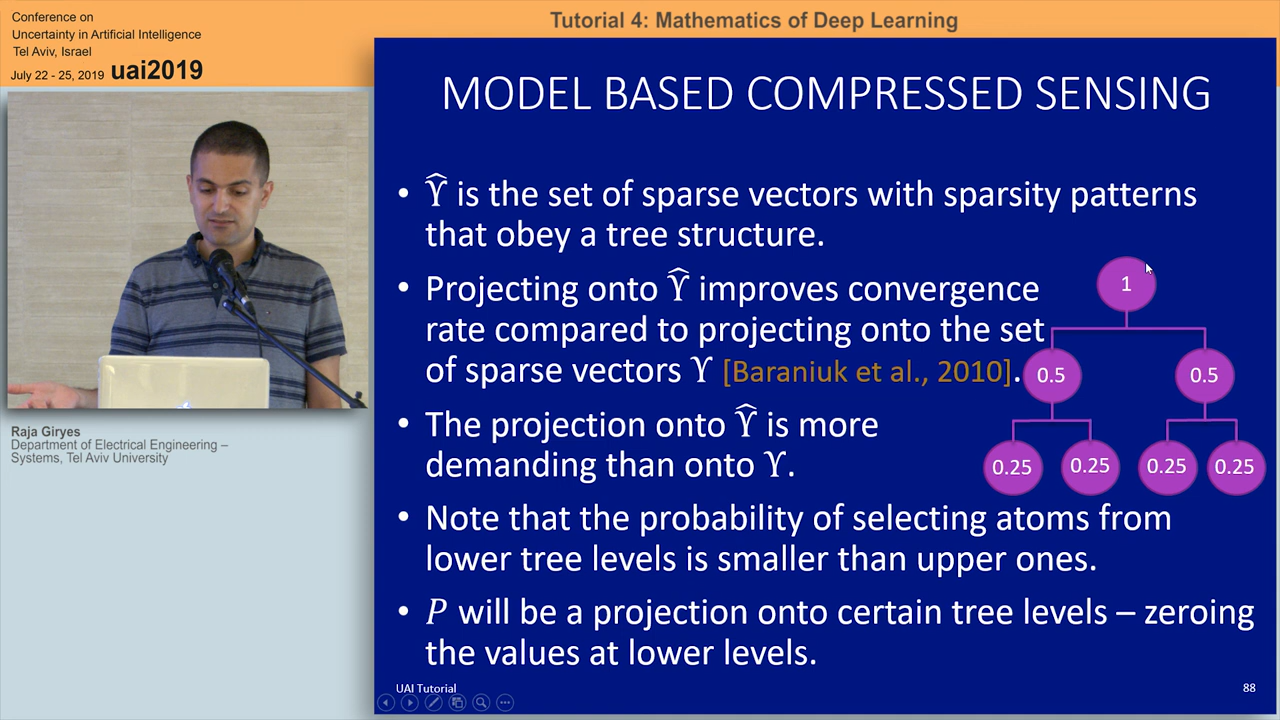 Conference on
Uncertainty in Artificial Intelligence
Tel Aviv, Israel
July 22 - 25, 2019 uai2019
Tutorial 4: Mathematics of Deep Learning
Raja Giryes
Department of Electrical Engineering –
Systems, Tel Aviv University
MODEL BASED COMPRESSED SENSING
• ϒ̂ is the set of sparse vectors with sparsity patterns
that obey a tree structure.
• Projecting onto ϒ̂ improves convergence
rate compared to projecting onto the set
of sparse vectors ϒ [Baraniuk et al., 2010].
• The projection onto ϒ̂ is more
demanding than onto ϒ.
• Note that the probability of selecting atoms from
lower tree levels is smaller than upper ones.
• P will be a projection onto certain tree levels – zeroing
the values at lower levels.
1
0.5 0.5
0.25 0.25 0.25 0.25
UAI Tutorial 88